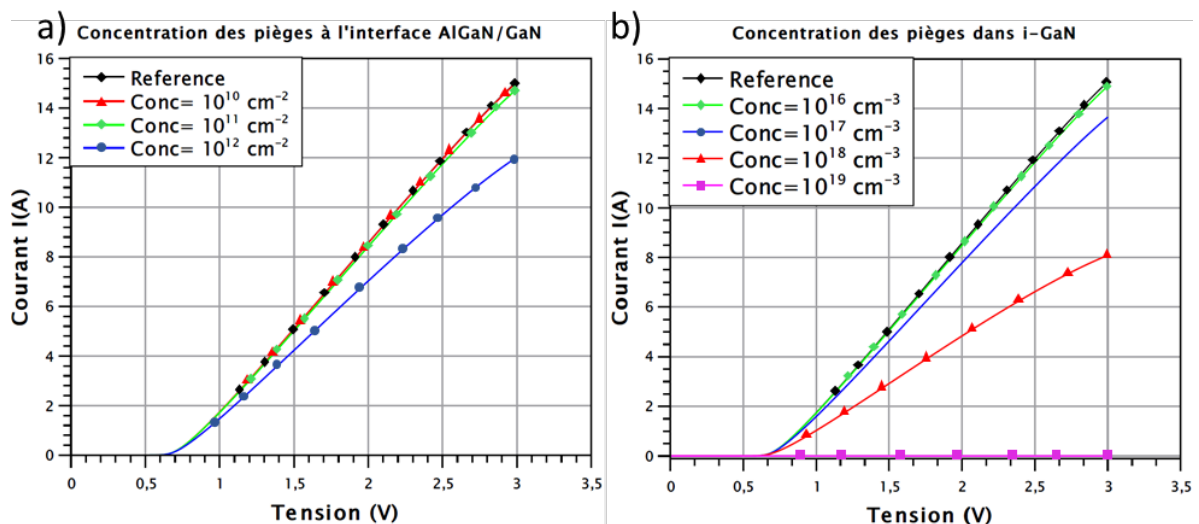 a) Concentration des pièges à l'interface AlGaN/GaN
16
14
12
10
8
6
4
2
0
Courant I(A)
Reference
Conc= 10¹⁰ cm⁻²
Conc= 10¹¹ cm⁻²
Conc= 10¹² cm⁻²
0 0,5 1 1,5 2 2,5 3 3,5
Tension (V)
b) Concentration des pièges dans i-GaN
16
14
12
10
8
6
4
2
0
Courant I(A)
Reference
Conc=10¹⁶ cm⁻³
Conc=10¹⁷ cm⁻³
Conc=10¹⁸ cm⁻³
Conc=10¹⁹ cm⁻³
0 0,5 1 1,5 2 2,5 3 3,5
Tension (V)